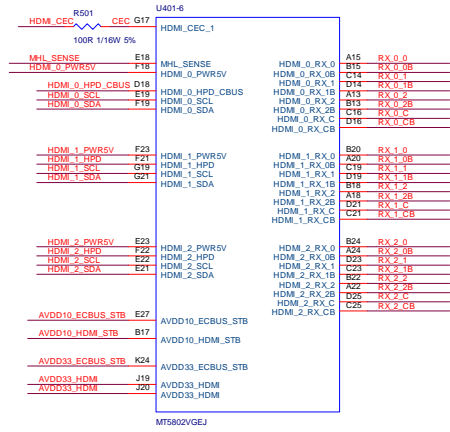 R501
U401-6
HDMI_CEC CEC G17 HDMI_CEC_1
100R 1/16W 5%
MHL_SENSE E18 MHL_SENSE HDMI_0_RX_0 A15 RX_0_0
HDMI_0_PWR5V F18 HDMI_0_PWR5V HDMI_0_RX_0B B15 RX_0_0B
HDMI_0_RX_1 C14 RX_0_1
HDMI_0_HPD_CBUS D18 HDMI_0_HPD_CBUS HDMI_0_RX_1B D14 RX_0_1B
HDMI_0_SCL E19 HDMI_0_SCL HDMI_0_RX_2 A13 RX_0_2
HDMI_0_SDA F19 HDMI_0_SDA HDMI_0_RX_2B B13 RX_0_2B
HDMI_0_RX_C C16 RX_0_C
HDMI_0_RX_CB D16 RX_0_CB
HDMI_1_PWR5V F23 HDMI_1_PWR5V HDMI_1_RX_0 B20 RX_1_0
HDMI_1_HPD F21 HDMI_1_HPD HDMI_1_RX_0B A20 RX_1_0B
HDMI_1_SCL G19 HDMI_1_SCL HDMI_1_RX_1 C19 RX_1_1
HDMI_1_SDA G21 HDMI_1_SDA HDMI_1_RX_1B D19 RX_1_1B
HDMI_1_RX_2 B18 RX_1_2
HDMI_1_RX_2B A18 RX_1_2B
HDMI_1_RX_C D21 RX_1_C
HDMI_1_RX_CB C21 RX_1_CB
HDMI_2_PWR5V E23 HDMI_2_PWR5V HDMI_2_RX_0 B24 RX_2_0
HDMI_2_HPD F22 HDMI_2_HPD HDMI_2_RX_0B A24 RX_2_0B
HDMI_2_SCL E22 HDMI_2_SCL HDMI_2_RX_1 D23 RX_2_1
HDMI_2_SDA E21 HDMI_2_SDA HDMI_2_RX_1B C23 RX_2_1B
HDMI_2_RX_2 B22 RX_2_2
HDMI_2_RX_2B A22 RX_2_2B
HDMI_2_RX_C D25 RX_2_C
HDMI_2_RX_CB C25 RX_2_CB
AVDD10_ECBUS_STB E27 AVDD10_ECBUS_STB
AVDD10_HDMI_STB B17 AVDD10_HDMI_STB
AVDD33_ECBUS_STB K24 AVDD33_ECBUS_STB
AVDD33_HDMI J19 AVDD33_HDMI
AVDD33_HDMI J20 AVDD33_HDMI
MT5802VGEJ